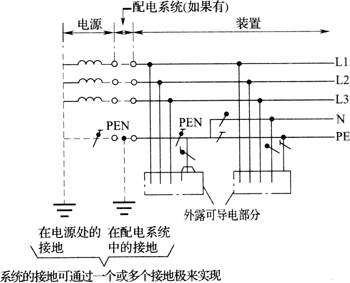 配电系统(如果有)
电源
装置
L1
L2
L3
N
PEN
PEN
PE
外露可导电部分
在电源处的接地
在配电系统中的接地
系统的接地可通过一个或多个接地极来实现